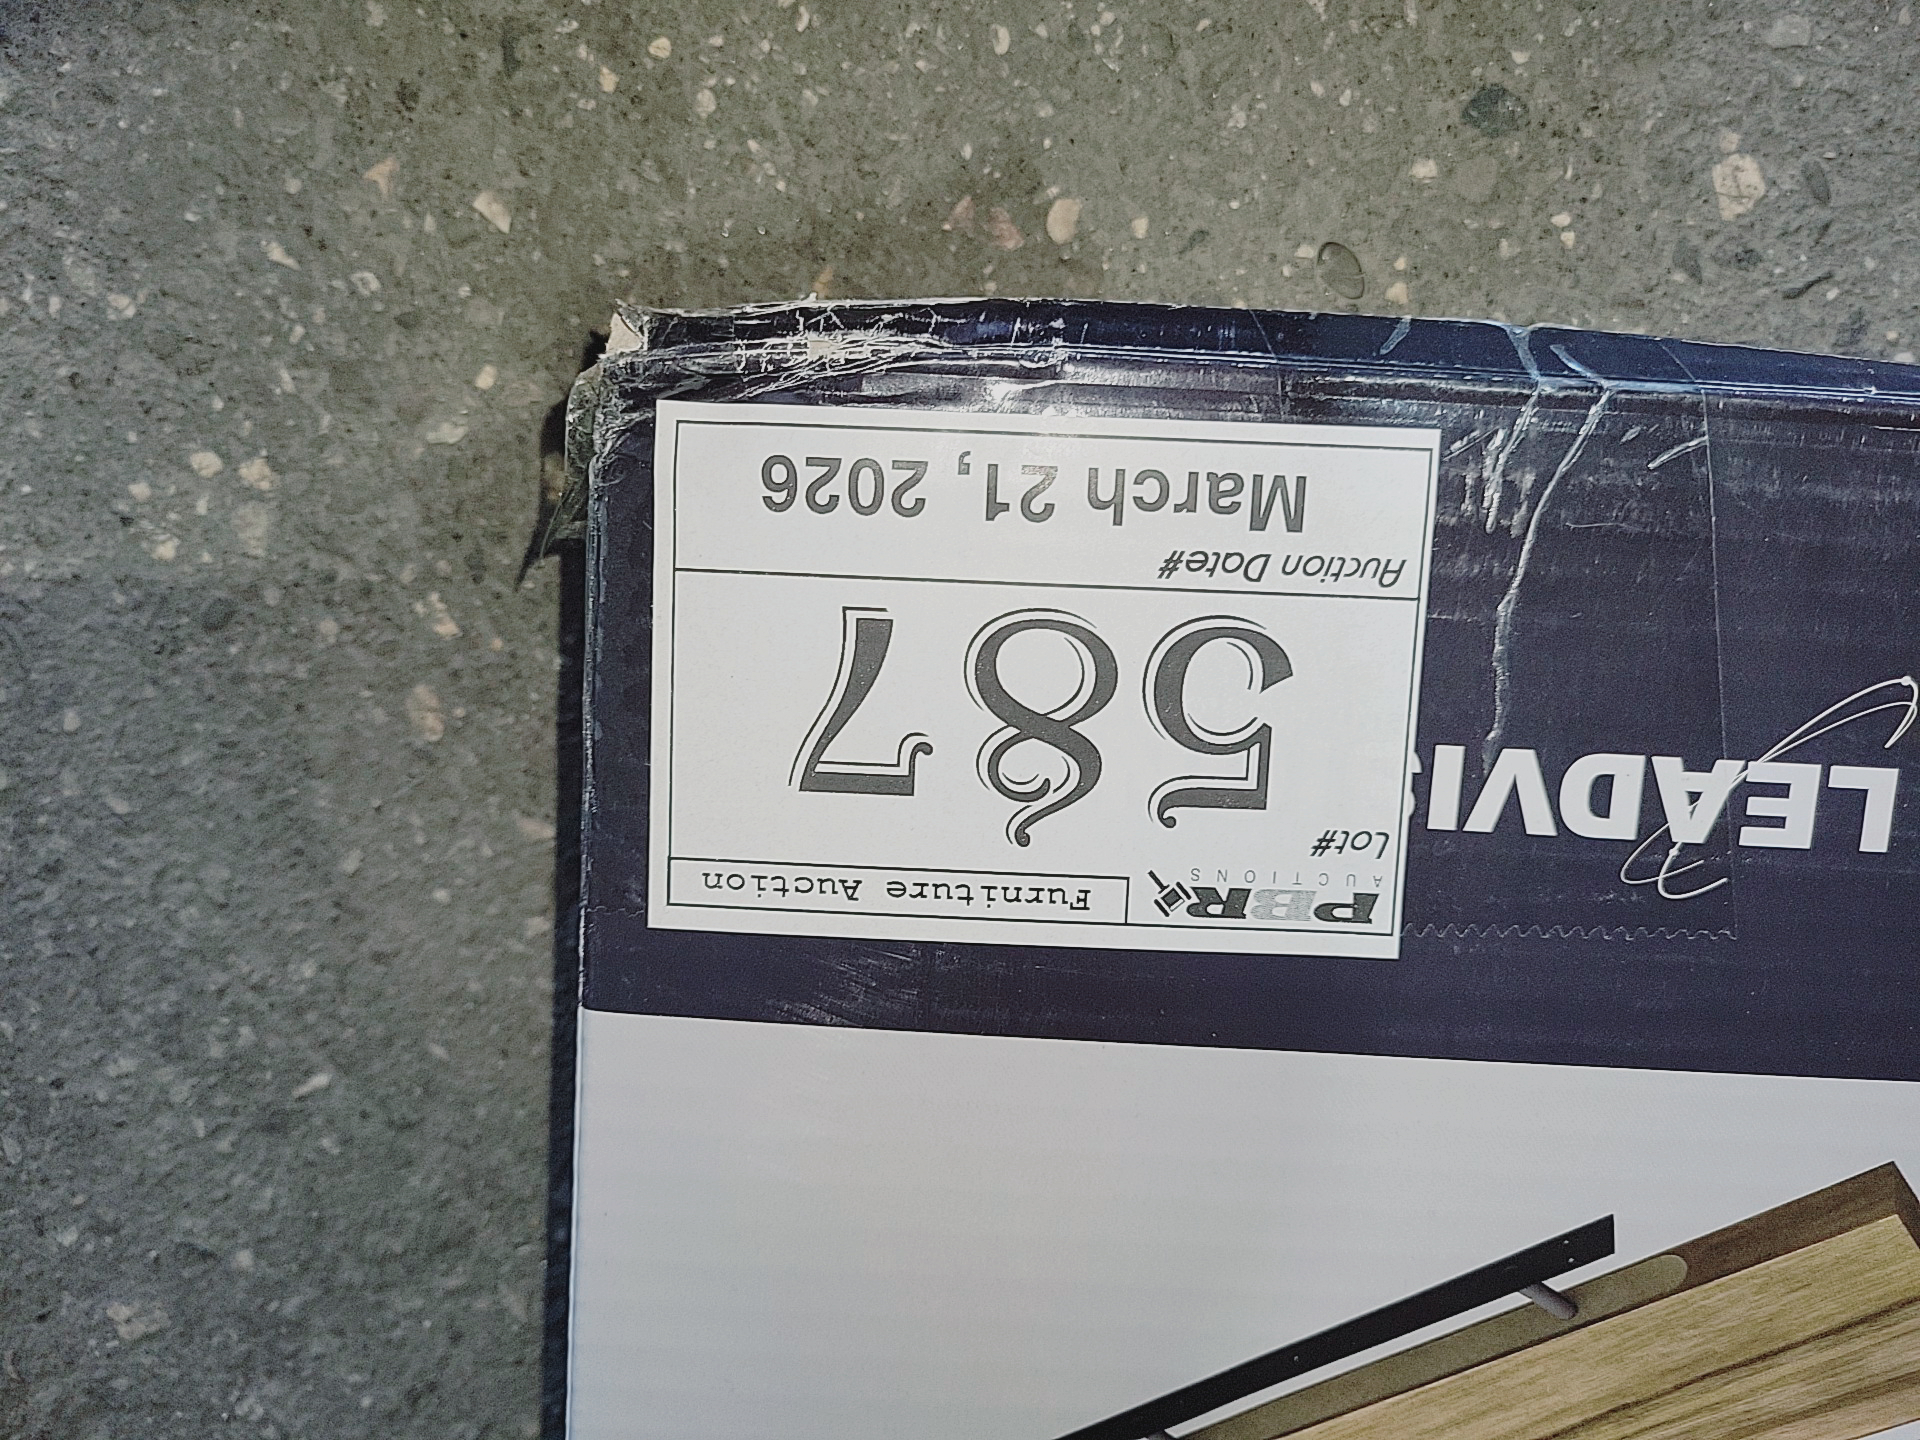 PBR
AUCTIONS
Furniture Auction
Lot#
587
Auction Date#
March 21, 2026
LEADVI